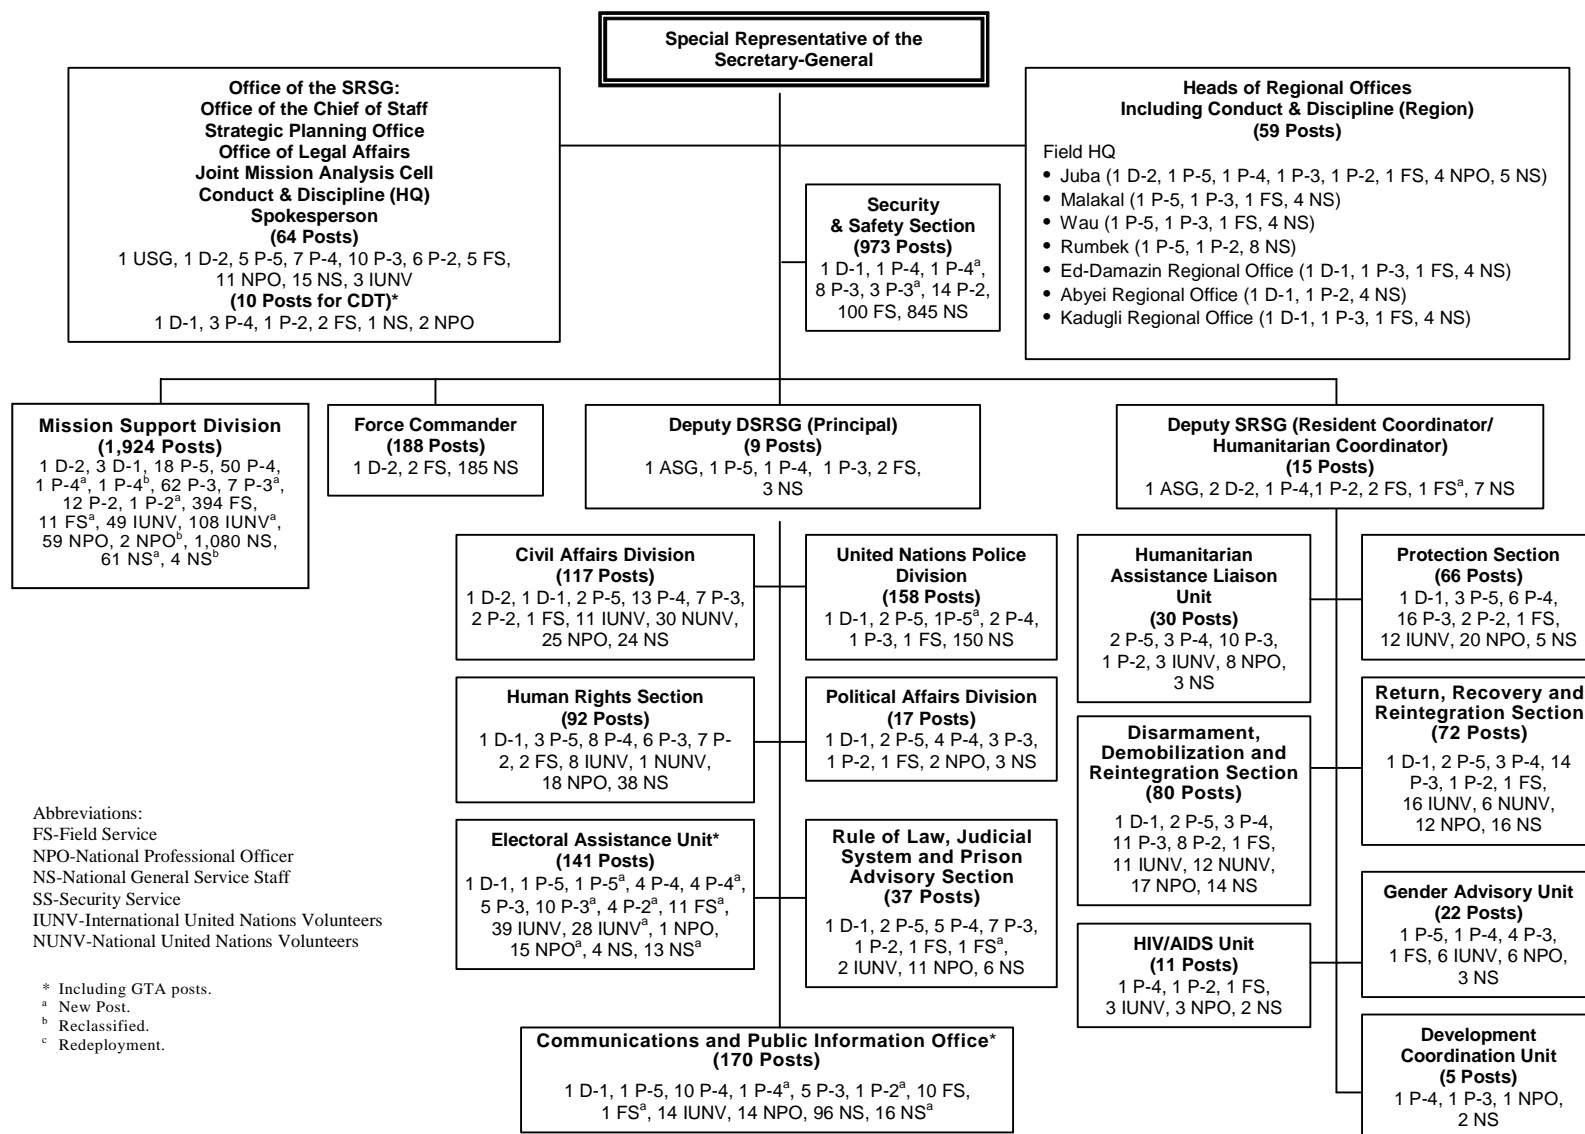 Special Representative of the
Secretary-General
Office of the SRSG:
Office of the Chief of Staff
Strategic Planning Office
Office of Legal Affairs
Joint Mission Analysis Cell
Conduct & Discipline (HQ)
Spokesperson
(64 Posts)
1 USG, 1 D-2, 5 P-5, 7 P-4, 10 P-3, 6 P-2, 5 FS,
11 NPO, 15 NS, 3 IUNV
(10 Posts for CDT)*
1 D-1, 3 P-4, 1 P-2, 2 FS, 1 NS, 2 NPO
Heads of Regional Offices
Including Conduct & Discipline (Region)
(59 Posts)
Field HQ
• Juba (1 D-2, 1 P-5, 1 P-4, 1 P-3, 1 P-2, 1 FS, 4 NPO, 5 NS)
• Malakal (1 P-5, 1 P-3, 1 FS, 4 NS)
• Wau (1 P-5, 1 P-3, 1 FS, 4 NS)
• Rumbek (1 P-5, 1 P-2, 8 NS)
• Ed-Damazin Regional Office (1 D-1, 1 P-3, 1 FS, 4 NS)
• Abyei Regional Office (1 D-1, 1 P-2, 4 NS)
• Kadugli Regional Office (1 D-1, 1 P-3, 1 FS, 4 NS)
Security
& Safety Section
(973 Posts)
1 D-1, 1 P-4, 1 P-4a,
8 P-3, 3 P-3a, 14 P-2,
100 FS, 845 NS
Mission Support Division
(1,924 Posts)
1 D-2, 3 D-1, 18 P-5, 50 P-4,
1 P-4a, 1 P-4b, 62 P-3, 7 P-3a,
12 P-2, 1 P-2a, 394 FS,
11 FSa, 49 IUNV, 108 IUNVa,
59 NPO, 2 NPOb, 1,080 NS,
61 NSa, 4 NSb
Force Commander
(188 Posts)
1 D-2, 2 FS, 185 NS
Deputy DSRSG (Principal)
(9 Posts)
1 ASG, 1 P-5, 1 P-4, 1 P-3, 2 FS,
3 NS
Deputy SRSG (Resident Coordinator/
Humanitarian Coordinator)
(15 Posts)
1 ASG, 2 D-2, 1 P-4,1 P-2, 2 FS, 1 FSa, 7 NS
Civil Affairs Division
(117 Posts)
1 D-2, 1 D-1, 2 P-5, 13 P-4, 7 P-3,
2 P-2, 1 FS, 11 IUNV, 30 NUNV,
25 NPO, 24 NS
United Nations Police
Division
(158 Posts)
1 D-1, 2 P-5, 1P-5a, 2 P-4,
1 P-3, 1 FS, 150 NS
Humanitarian
Assistance Liaison
Unit
(30 Posts)
2 P-5, 3 P-4, 10 P-3,
1 P-2, 3 IUNV, 8 NPO,
3 NS
Protection Section
(66 Posts)
1 D-1, 3 P-5, 6 P-4,
16 P-3, 2 P-2, 1 FS,
12 IUNV, 20 NPO, 5 NS
Human Rights Section
(92 Posts)
1 D-1, 3 P-5, 8 P-4, 6 P-3, 7 P-
2, 2 FS, 8 IUNV, 1 NUNV,
18 NPO, 38 NS
Political Affairs Division
(17 Posts)
1 D-1, 2 P-5, 4 P-4, 3 P-3,
1 P-2, 1 FS, 2 NPO, 3 NS
Disarmament,
Demobilization and
Reintegration Section
(80 Posts)
1 D-1, 2 P-5, 3 P-4,
11 P-3, 8 P-2, 1 FS,
11 IUNV, 12 NUNV,
17 NPO, 14 NS
Return, Recovery and
Reintegration Section
(72 Posts)
1 D-1, 2 P-5, 3 P-4, 14
P-3, 1 P-2, 1 FS,
16 IUNV, 6 NUNV,
12 NPO, 16 NS
Electoral Assistance Unit*
(141 Posts)
1 D-1, 1 P-5, 1 P-5a, 4 P-4, 4 P-4a,
5 P-3, 10 P-3a, 4 P-2a, 11 FSa,
39 IUNV, 28 IUNVa, 1 NPO,
15 NPOa, 4 NS, 13 NSa
Rule of Law, Judicial
System and Prison
Advisory Section
(37 Posts)
1 D-1, 2 P-5, 5 P-4, 7 P-3,
1 P-2, 1 FS, 1 FSa,
2 IUNV, 11 NPO, 6 NS
HIV/AIDS Unit
(11 Posts)
1 P-4, 1 P-2, 1 FS,
3 IUNV, 3 NPO, 2 NS
Gender Advisory Unit
(22 Posts)
1 P-5, 1 P-4, 4 P-3,
1 FS, 6 IUNV, 6 NPO,
3 NS
Communications and Public Information Office*
(170 Posts)
1 D-1, 1 P-5, 10 P-4, 1 P-4a, 5 P-3, 1 P-2a, 10 FS,
1 FSa, 14 IUNV, 14 NPO, 96 NS, 16 NSa
Development
Coordination Unit
(5 Posts)
1 P-4, 1 P-3, 1 NPO,
2 NS
Abbreviations:
FS-Field Service
NPO-National Professional Officer
NS-National General Service Staff
SS-Security Service
IUNV-International United Nations Volunteers
NUNV-National United Nations Volunteers
* Including GTA posts.
a New Post.
b Reclassified.
c Redeployment.